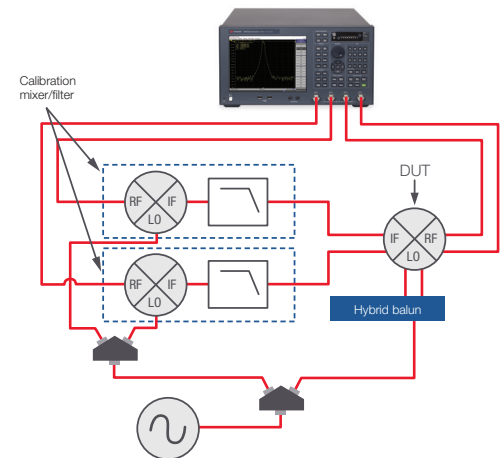 Calibration
mixer/filter
DUT
RF IF
LO
IF RF
LO
RF IF
LO
Hybrid balun